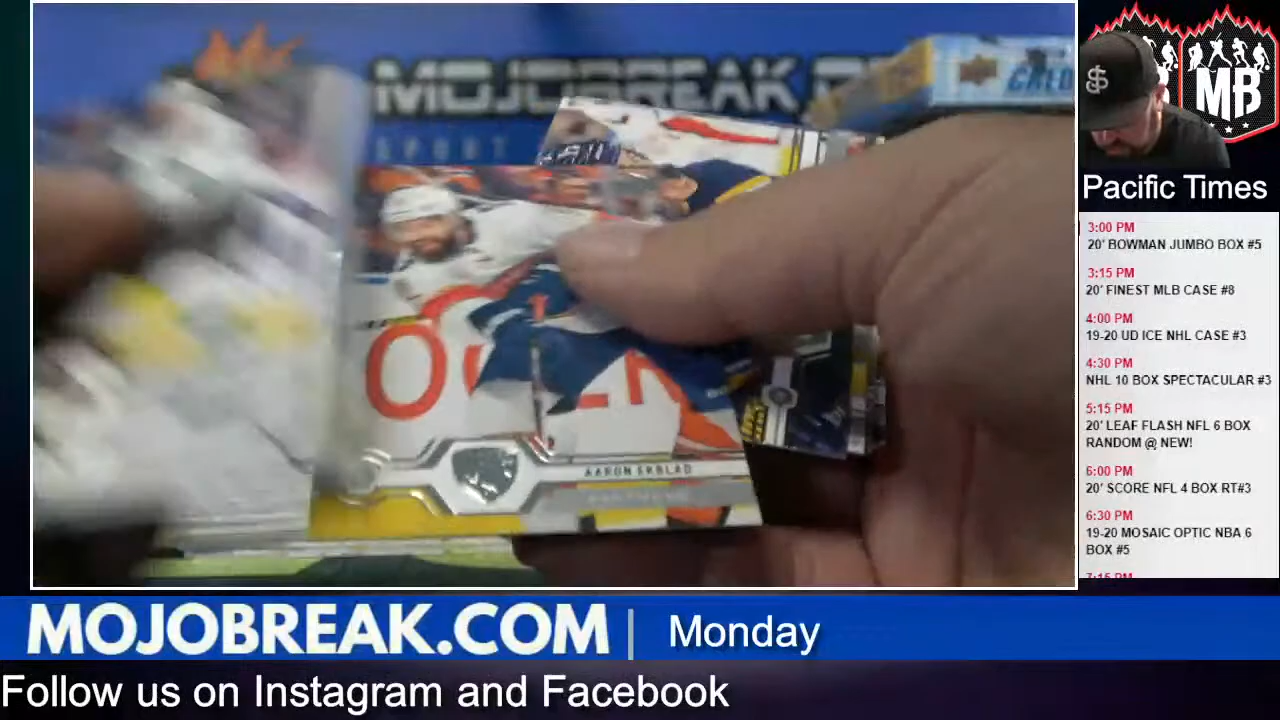 MOJOBREAK
SPORT
AARON EKBLAD
MB
Pacific Times
3:00 PM
20' BOWMAN JUMBO BOX #5
3:15 PM
20' FINEST MLB CASE #8
4:00 PM
19-20 UD ICE NHL CASE #3
4:30 PM
NHL 10 BOX SPECTACULAR #3
5:15 PM
20' LEAF FLASH NFL 6 BOX
RANDOM @ NEW!
6:00 PM
20' SCORE NFL 4 BOX RT#3
6:30 PM
19-20 MOSAIC OPTIC NBA 6
BOX #5
7:15 PM
MOJOBREAK.COM | Monday
Follow us on Instagram and Facebook